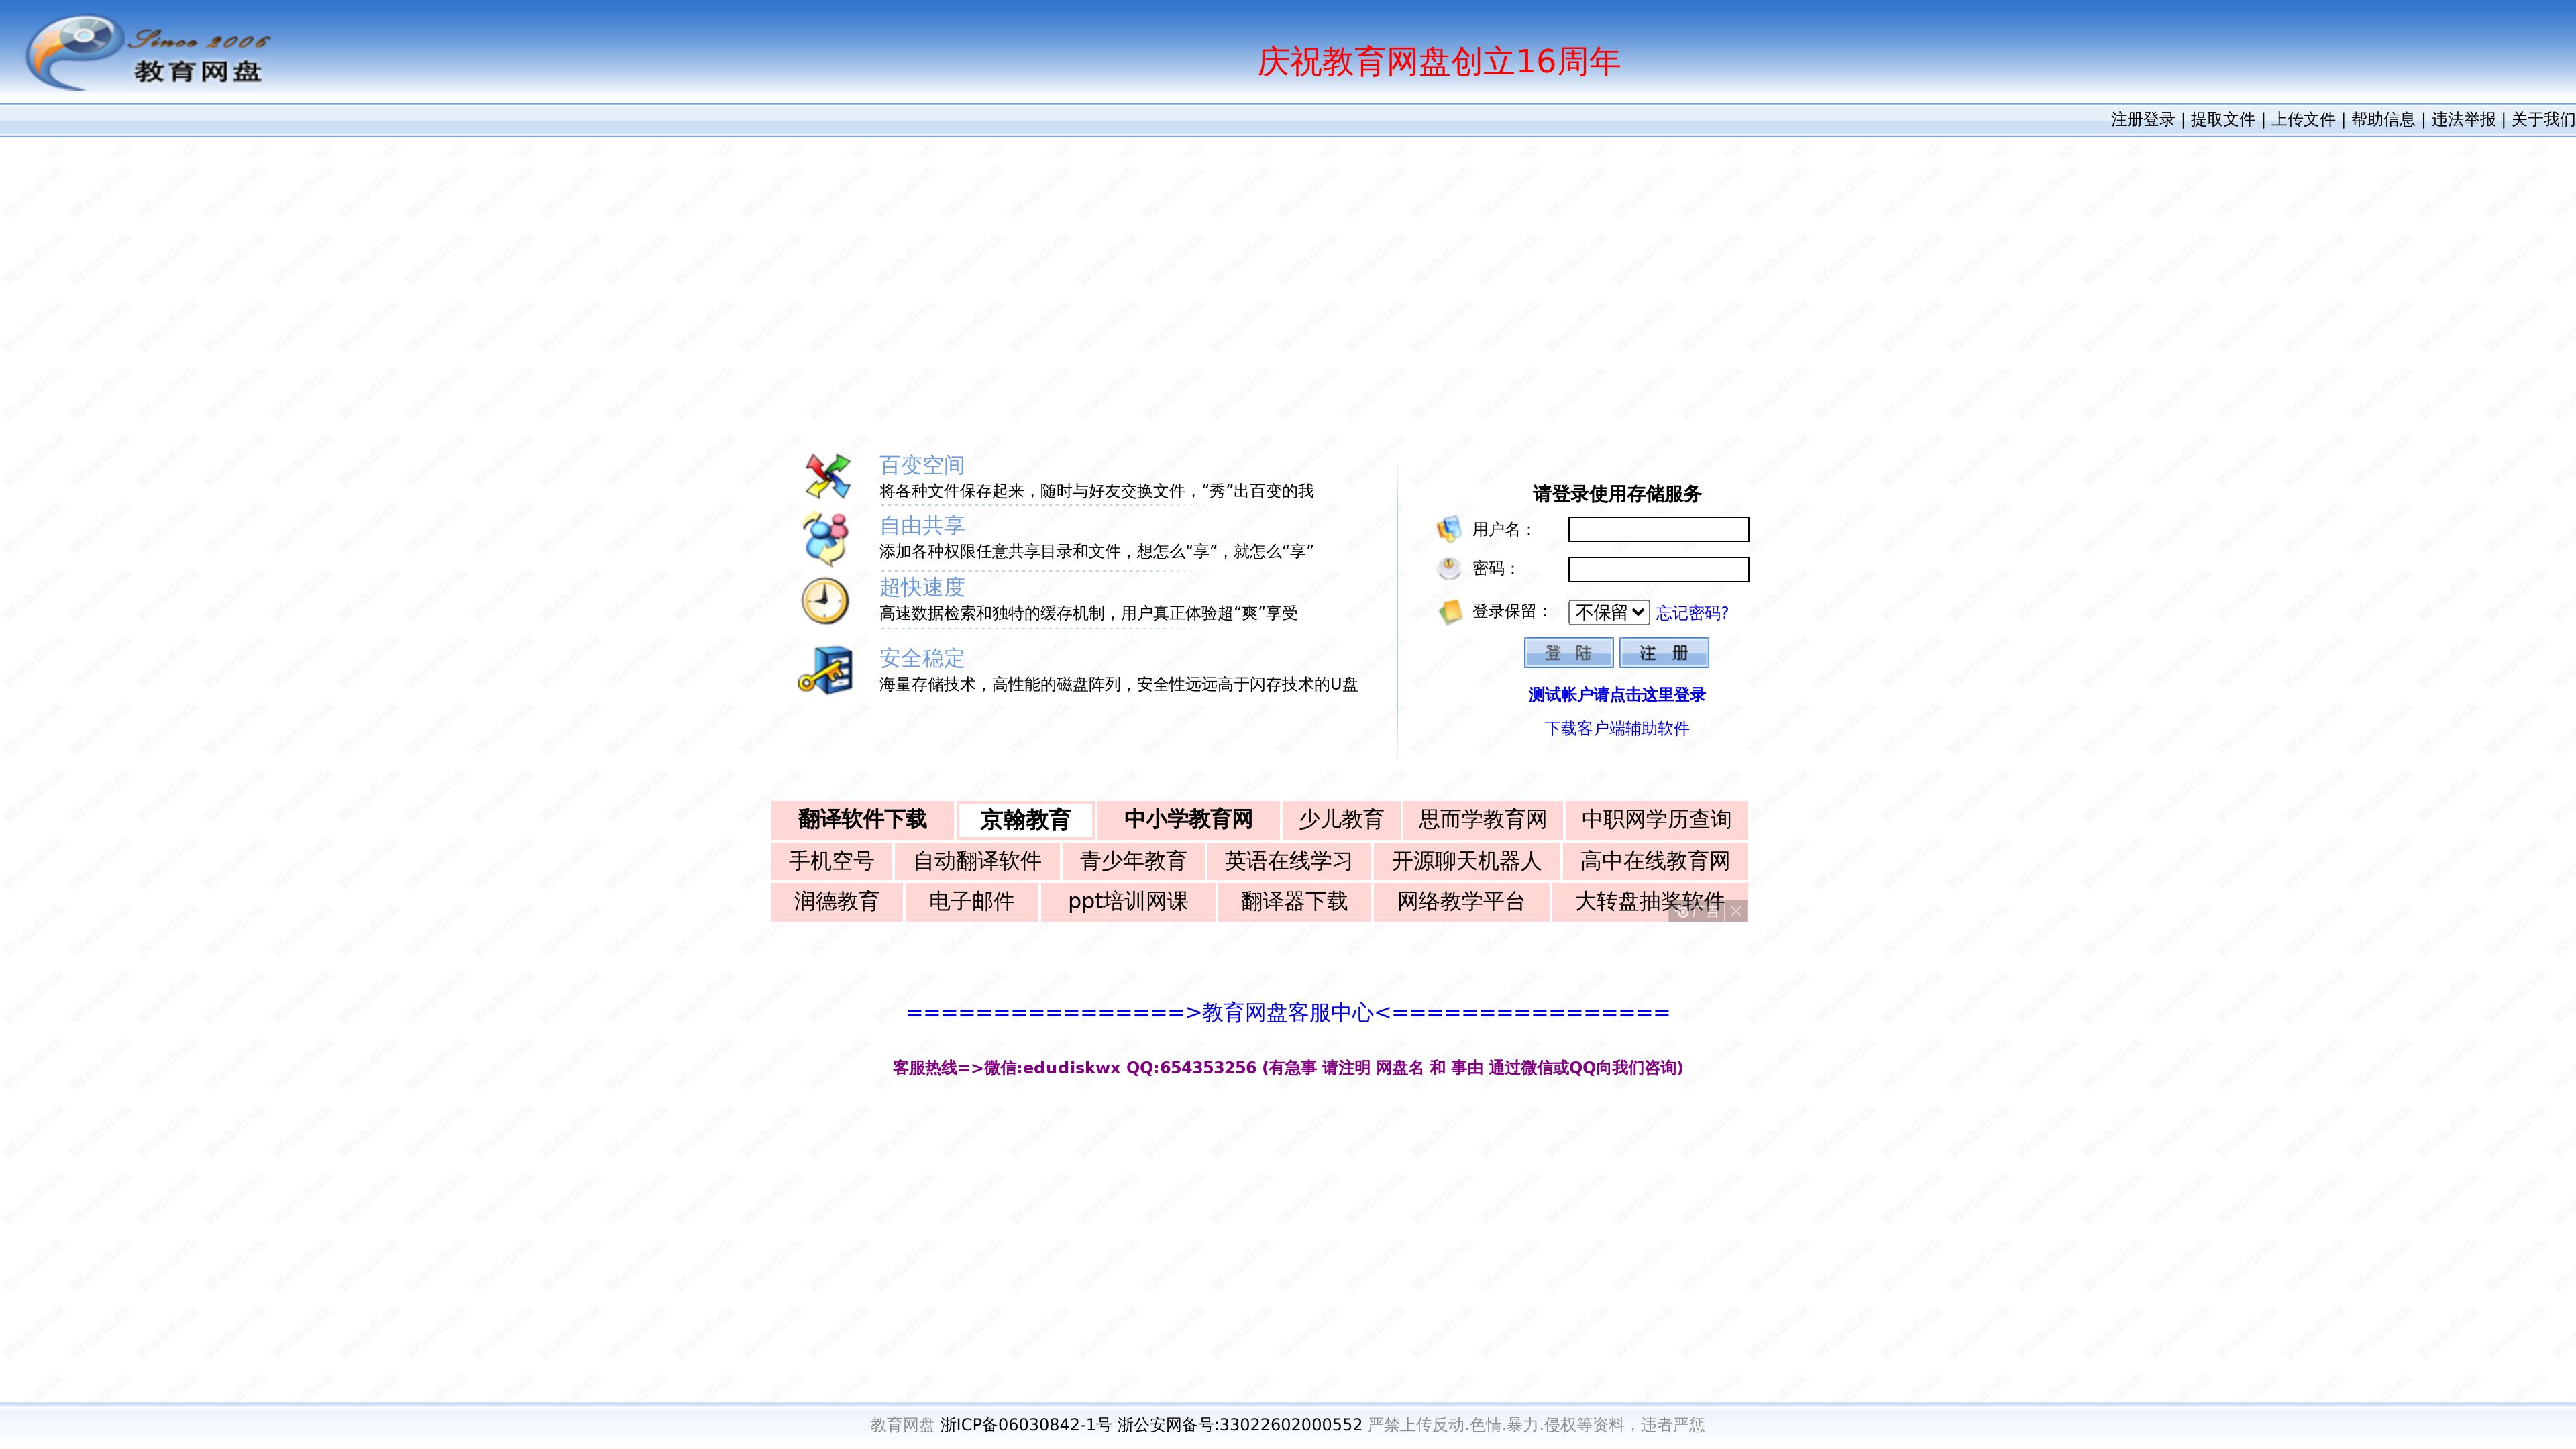 Since 2006
教育网盘
庆祝教育网盘创立16周年
注册登录 | 提取文件 | 上传文件 | 帮助信息 | 违法举报 | 关于我们
百变空间
将各种文件保存起来，随时与好友交换文件，“秀”出百变的我
自由共享
添加各种权限任意共享目录和文件，想怎么“享”，就怎么“享”
超快速度
高速数据检索和独特的缓存机制，用户真正体验超“爽”享受
安全稳定
海量存储技术，高性能的磁盘阵列，安全性远远高于闪存技术的U盘
请登录使用存储服务
用户名：
密码：
登录保留： 不保留 忘记密码?
登 陆 注 册
测试帐户请点击这里登录
下载客户端辅助软件
翻译软件下载 京翰教育 中小学教育网 少儿教育 思而学教育网 中职网学历查询
手机空号 自动翻译软件 青少年教育 英语在线学习 开源聊天机器人 高中在线教育网
润德教育 电子邮件 ppt培训网课 翻译器下载 网络教学平台 大转盘抽奖软件
广告
================>教育网盘客服中心<================
客服热线=>微信:edudiskwx QQ:654353256 (有急事 请注明 网盘名 和 事由 通过微信或QQ向我们咨询)
教育网盘 浙ICP备06030842-1号 浙公安网备号:33022602000552 严禁上传反动.色情.暴力.侵权等资料，违者严惩
Webdisk